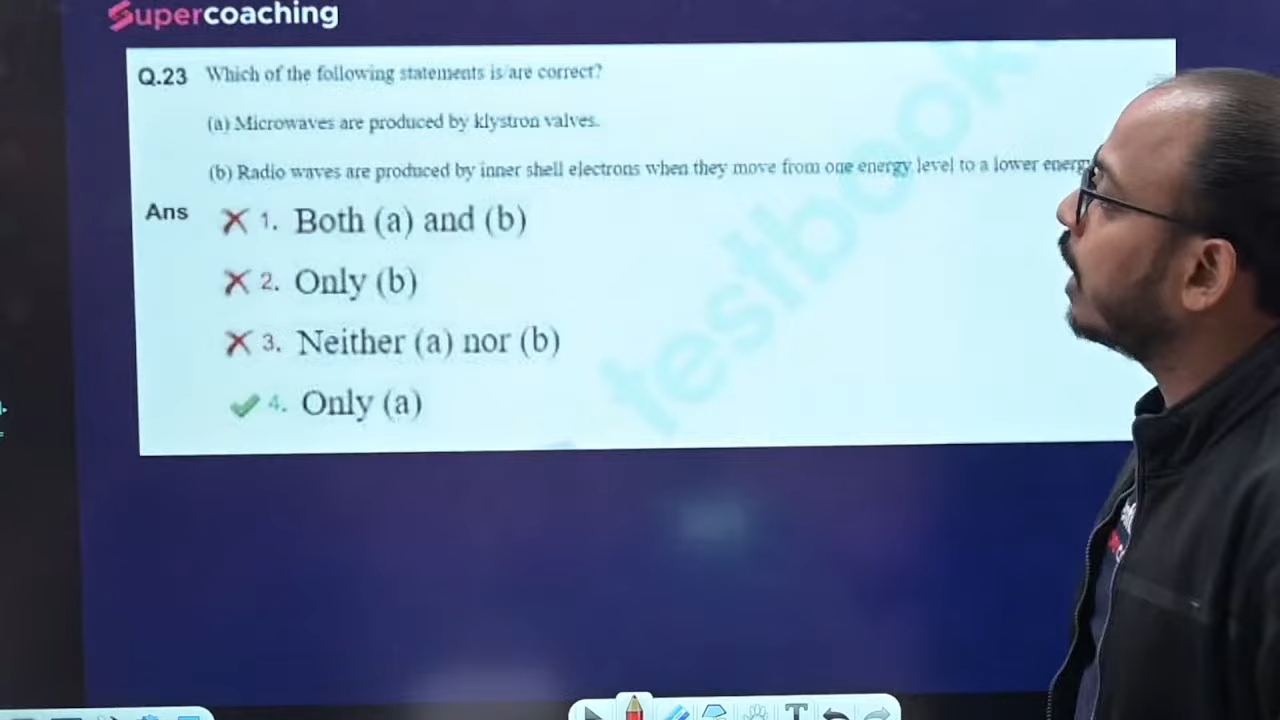 Supercoaching
Q.23 Which of the following statements is/are correct?
(a) Microwaves are produced by klystron valves.
(b) Radio waves are produced by inner shell electrons when they move from one energy level to a lower energy
Ans
1. Both (a) and (b)
2. Only (b)
3. Neither (a) nor (b)
4. Only (a)
testbook
T